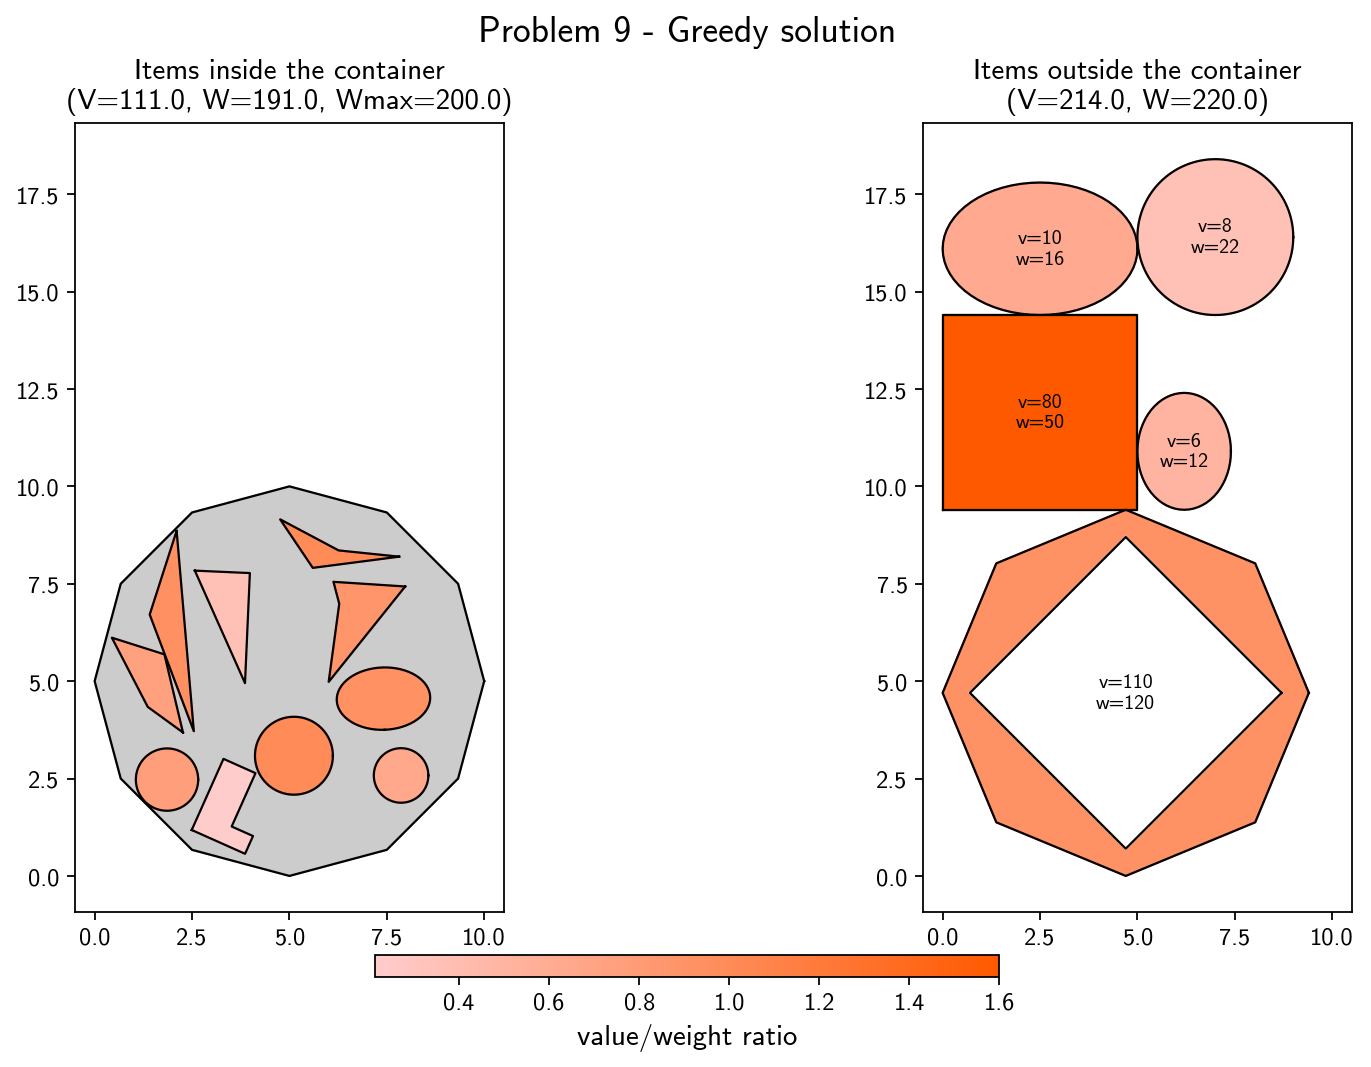 Problem 9 - Greedy solution
Items inside the container
(V=111.0, W=191.0, Wmax=200.0)
17.5
15.0
12.5
10.0
7.5
5.0
2.5
0.0
0.0 2.5 5.0 7.5 10.0
Items outside the container
(V=214.0, W=220.0)
17.5
15.0
12.5
10.0
7.5
5.0
2.5
0.0
v=10
w=16
v=8
w=22
v=80
w=50
v=6
w=12
v=110
w=120
0.0 2.5 5.0 7.5 10.0
0.4 0.6 0.8 1.0 1.2 1.4 1.6
value/weight ratio